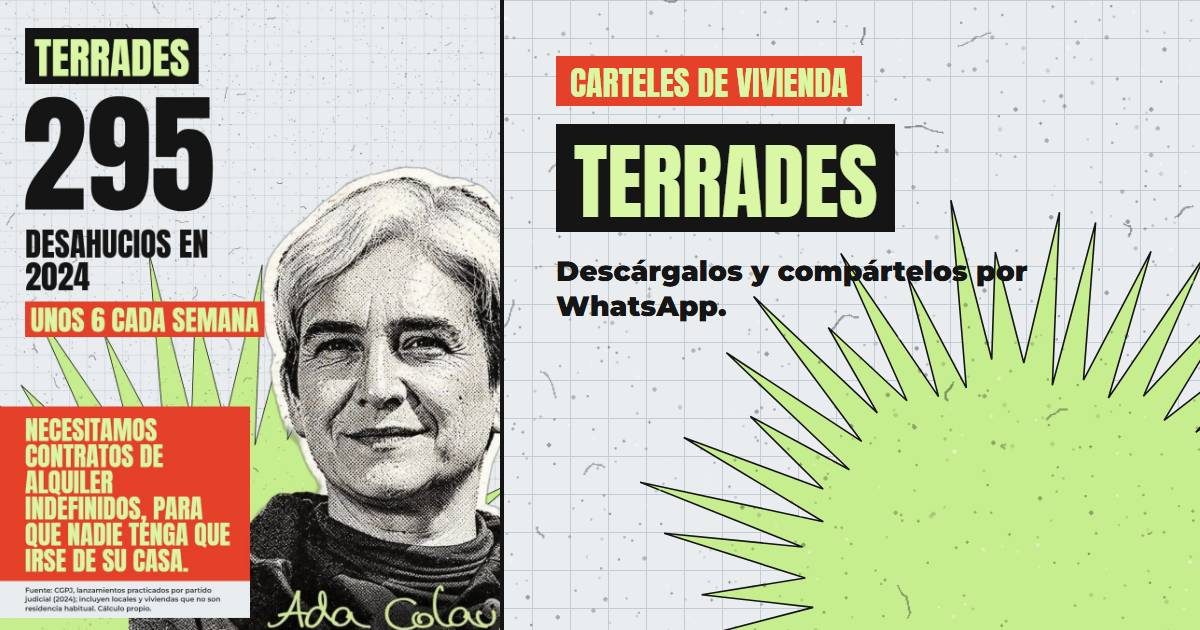 TERRADES
295
DESAHUCIOS EN
2024
UNOS 6 CADA SEMANA
NECESITAMOS
CONTRATOS DE
ALQUILER
INDEFINIDOS, PARA
QUE NADIE TENGA QUE
IRSE DE SU CASA.
Fuente: CGPJ, lanzamientos practicados por partido
judicial (2024); incluyen locales y viviendas que no son
residencia habitual. Cálculo propio.
Ada Colau
CARTELES DE VIVIENDA
TERRADES
Descárgalos y compártelos por
WhatsApp.